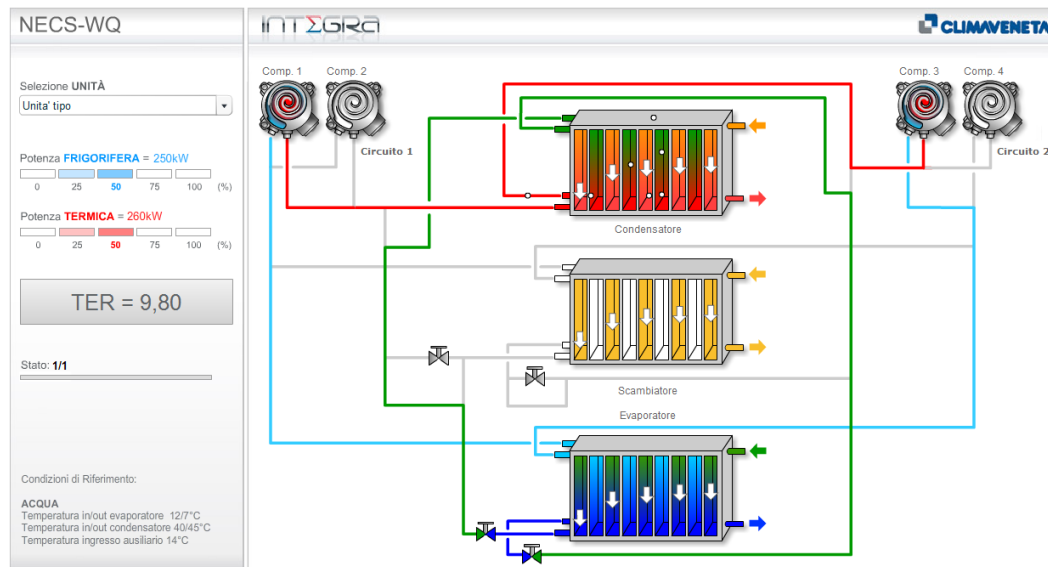 NECS-WQ
INTEGRA
CLIMAVENETA
Selezione UNITÀ
Unita' tipo
Potenza FRIGORIFERA = 250kW
0 25 50 75 100 (%)
Potenza TERMICA = 260kW
0 25 50 75 100 (%)
TER = 9,80
Stato: 1/1
Condizioni di Riferimento:
ACQUA
Temperatura in/out evaporatore 12/7°C
Temperatura in/out condensatore 40/45°C
Temperatura ingresso ausiliario 14°C
Comp. 1
Comp. 2
Circuito 1
Comp. 3
Comp. 4
Circuito 2
Condensatore
Scambiatore
Evaporatore